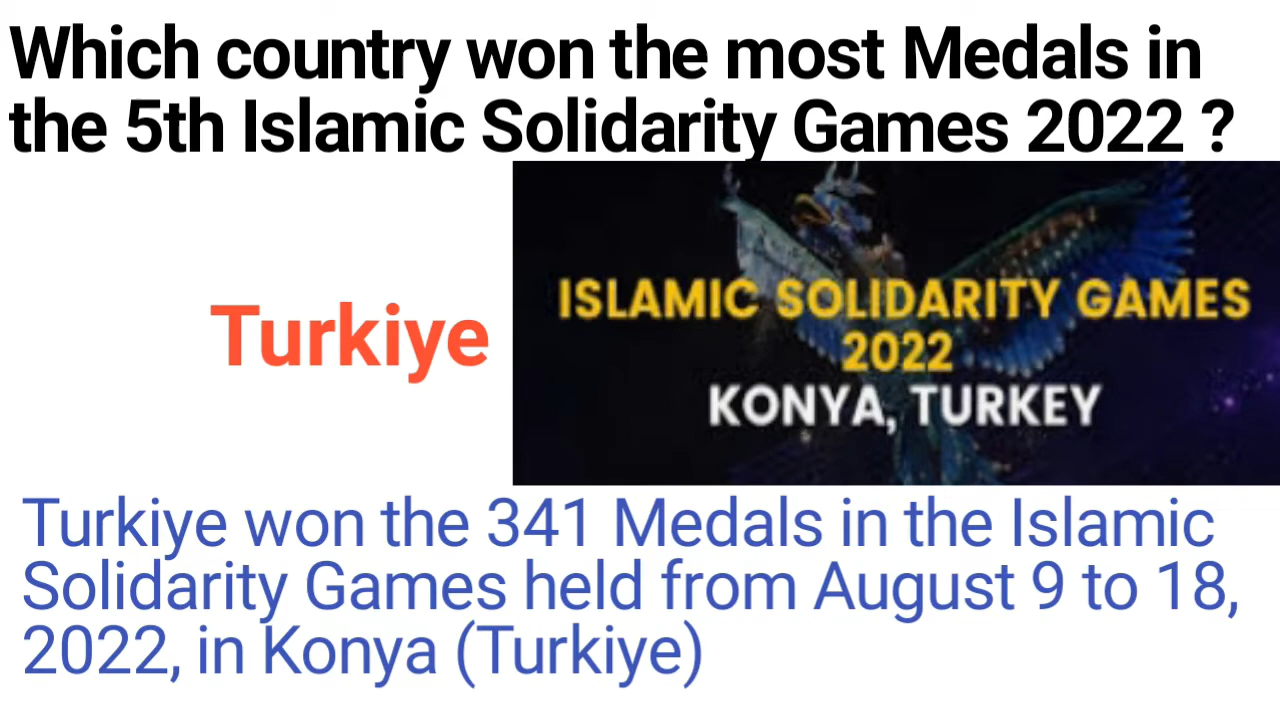 Which country won the most Medals in
the 5th Islamic Solidarity Games 2022 ?
Turkiye
ISLAMIC SOLIDARITY GAMES
2022
KONYA, TURKEY
Turkiye won the 341 Medals in the Islamic
Solidarity Games held from August 9 to 18,
2022, in Konya (Turkiye)